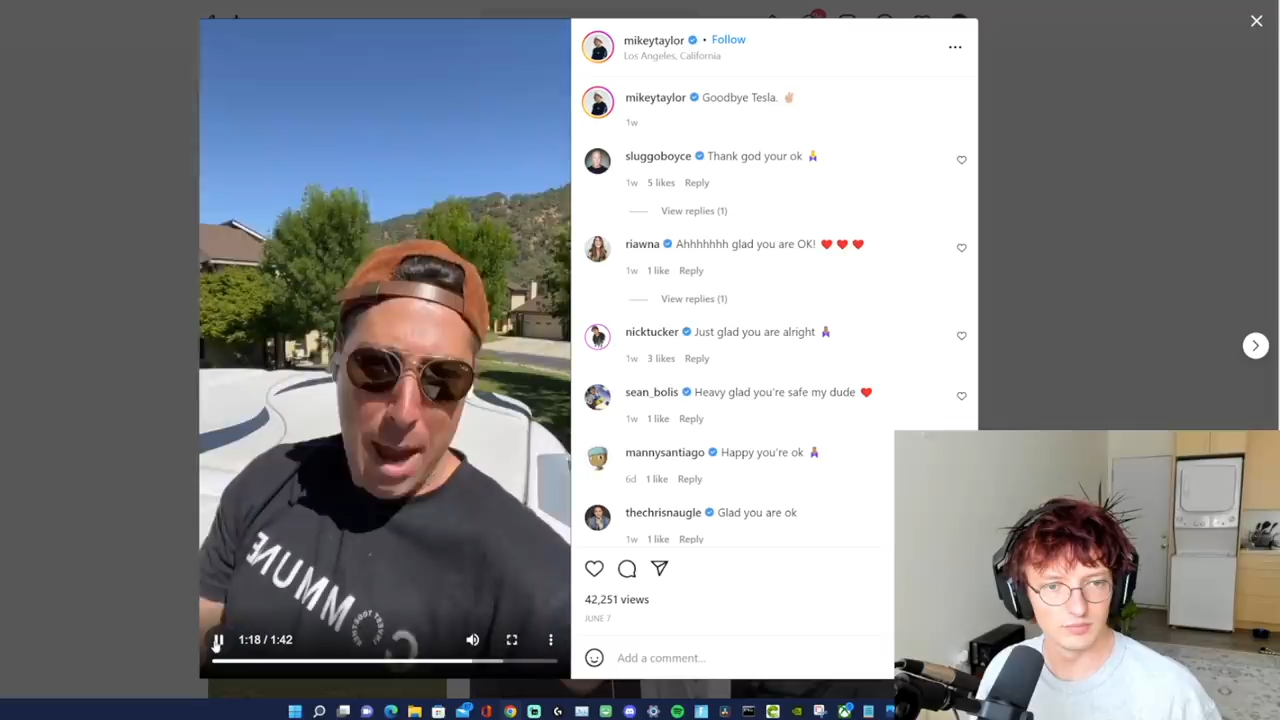 mikeytaylor • Follow
Los Angeles, California
mikeytaylor Goodbye Tesla. ✌🏻
1w
sluggoboyce Thank god your ok 🙏
1w 5 likes Reply
View replies (1)
riawna Ahhhhhhh glad you are OK! ❤️ ❤️ ❤️
1w 1 like Reply
View replies (1)
nicktucker Just glad you are alright 🙏🏾
1w 3 likes Reply
sean_bolis Heavy glad you're safe my dude ❤️
1w 1 like Reply
mannysantiago Happy you're ok 🙏🏾
6d 1 like Reply
thechrisnaugle Glad you are ok
1w 1 like Reply
42,251 views
JUNE 7
Add a comment...
1:18 / 1:42
COMMUNE